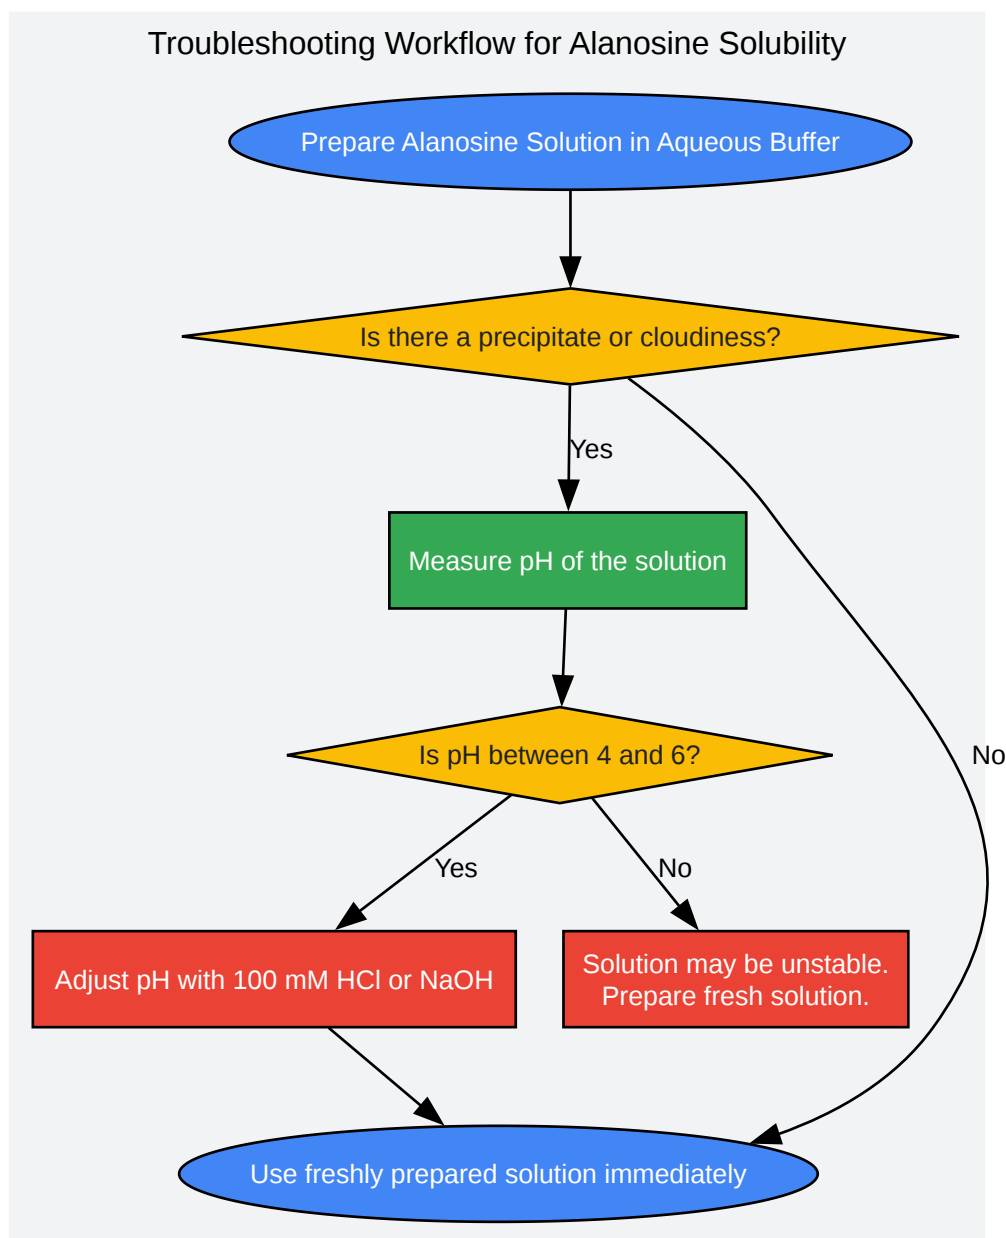 Troubleshooting Workflow for Alanosine Solubility
Prepare Alanosine Solution in Aqueous Buffer
Is there a precipitate or cloudiness?
Yes
Measure pH of the solution
Is pH between 4 and 6?
No
Yes
No
Adjust pH with 100 mM HCl or NaOH
Solution may be unstable.
Prepare fresh solution.
Use freshly prepared solution immediately